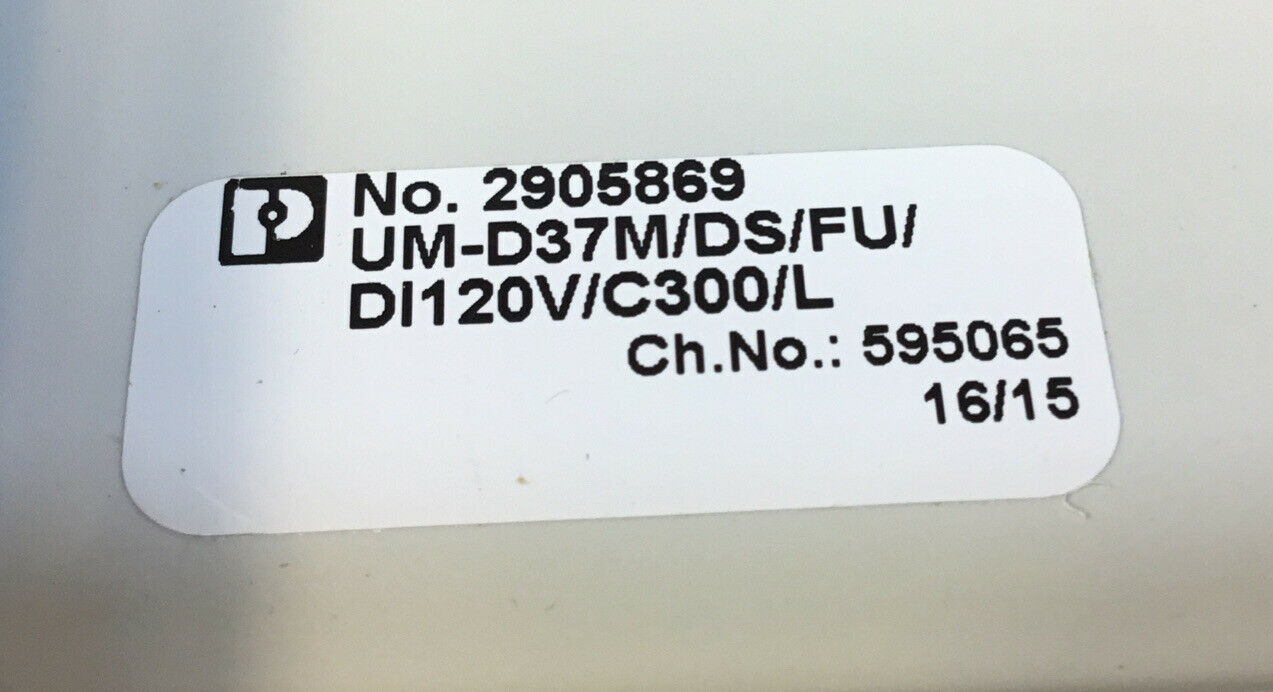 No. 2905869
UM-D37M/DS/FU/
DI120V/C300/L
Ch.No.: 595065
16/15